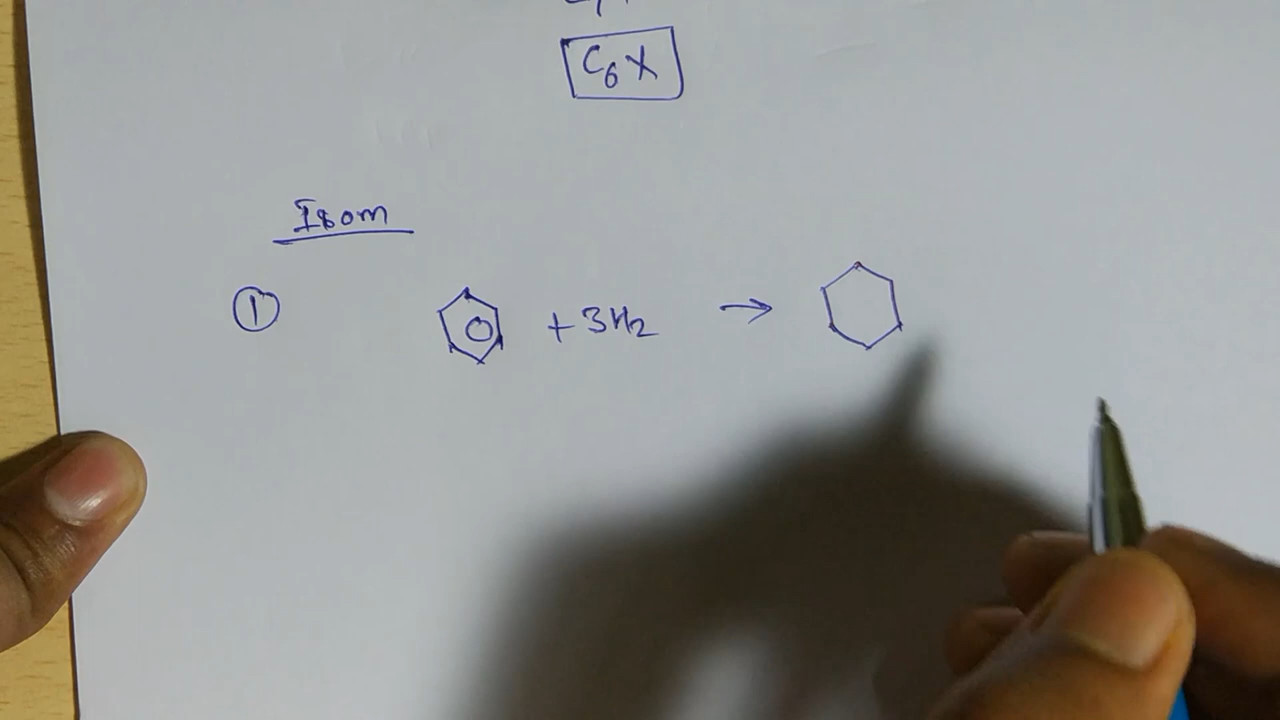 C₆X
Isom
① + 3H₂ →